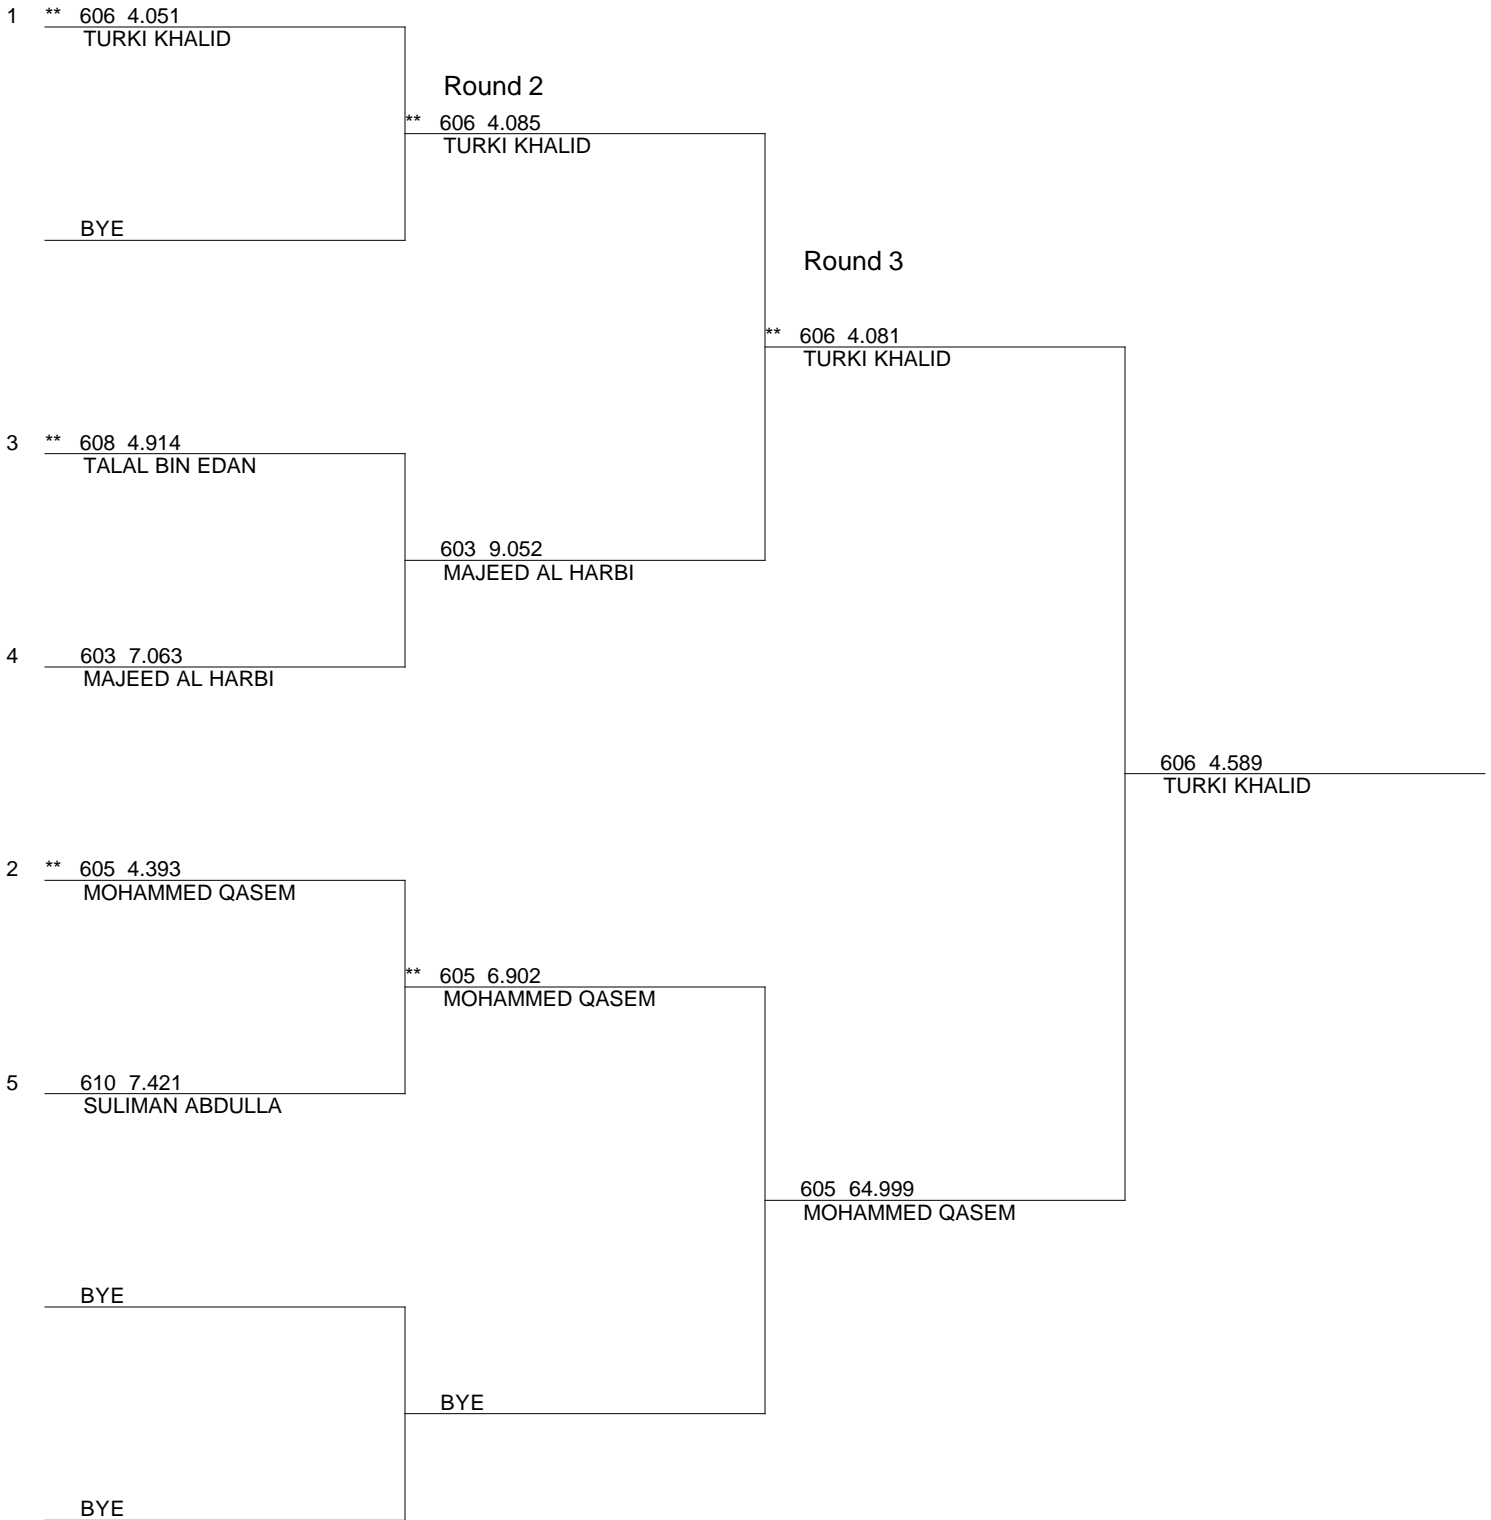 1 ** 606 4.051
TURKI KHALID
Round 2
** 606 4.085
TURKI KHALID
BYE
Round 3
** 606 4.081
TURKI KHALID
3 ** 608 4.914
TALAL BIN EDAN
603 9.052
MAJEED AL HARBI
4 603 7.063
MAJEED AL HARBI
606 4.589
TURKI KHALID
2 ** 605 4.393
MOHAMMED QASEM
** 605 6.902
MOHAMMED QASEM
5 610 7.421
SULIMAN ABDULLA
605 64.999
MOHAMMED QASEM
BYE
BYE
BYE